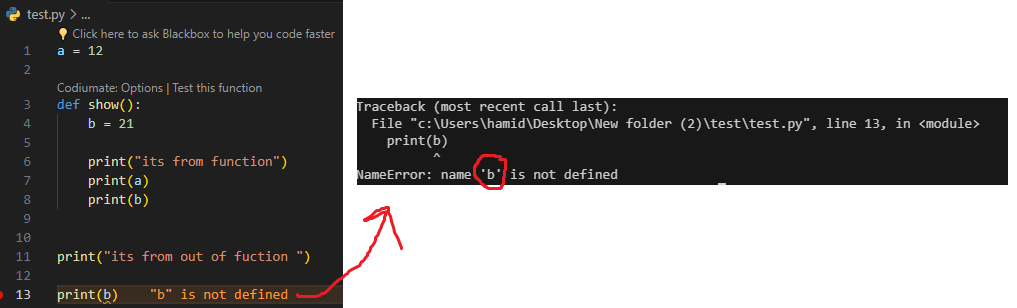 test.py > ...
Click here to ask Blackbox to help you code faster
1 a = 12
2
Codiumate: Options | Test this function
3 def show():
4 b = 21
5
6 print("its from function")
7 print(a)
8 print(b)
9
10
11 print("its from out of fuction ")
12
13 print(b) "b" is not defined
Traceback (most recent call last):
File "c:\Users\hamid\Desktop\New folder (2)\test\test.py", line 13, in <module>
print(b)
^
NameError: name 'b' is not defined